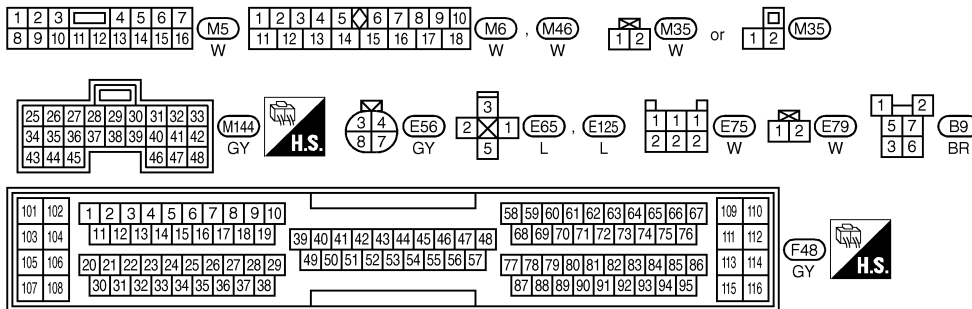 1 2 3 4 5 6 7
8 9 10 11 12 13 14 15 16
M5
W
1 2 3 4 5 6 7 8 9 10
11 12 13 14 15 16 17 18
M6 , M46
W W
1 2
M35
W
or
1 2
M35
25 26 27 28 29 30 31 32 33
34 35 36 37 38 39 40 41 42
43 44 45 46 47 48
M144
GY
H.S.
3 4
8 7
E56
GY
3
2 1
5
E65 , E125
L L
1 1 1
2 2 2
E75
W
1 2
E79
W
1 2
5 7
3 6
B9
BR
101 102
103 104
105 106
107 108
1 2 3 4 5 6 7 8 9 10
11 12 13 14 15 16 17 18 19
20 21 22 23 24 25 26 27 28 29
30 31 32 33 34 35 36 37 38
39 40 41 42 43 44 45 46 47 48
49 50 51 52 53 54 55 56 57
58 59 60 61 62 63 64 65 66 67
68 69 70 71 72 73 74 75 76
77 78 79 80 81 82 83 84 85 86
87 88 89 90 91 92 93 94 95
109 110
111 112
113 114
115 116
F48
GY
H.S.